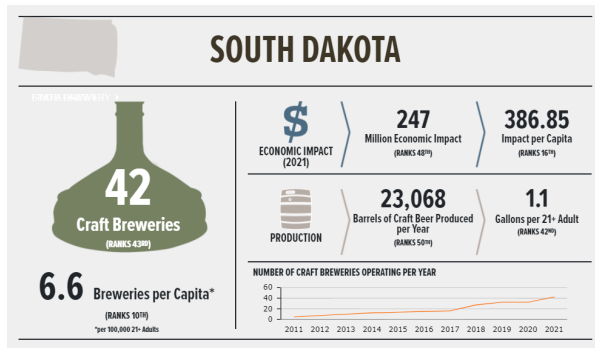 SOUTH DAKOTA
42
Craft Breweries
(RANKS 43RD)
6.6 Breweries per Capita*
(RANKS 10TH)
*per 100,000 21+ Adults
$
ECONOMIC IMPACT
(2021)
247
Million Economic Impact
(RANKS 48TH)
386.85
Impact per Capita
(RANKS 16TH)
PRODUCTION
23,068
Barrels of Craft Beer Produced
per Year
(RANKS 50TH)
1.1
Gallons per 21+ Adult
(RANKS 42ND)
NUMBER OF CRAFT BREWERIES OPERATING PER YEAR
60
40
20
0
2011 2012 2013 2014 2015 2016 2017 2018 2019 2020 2021